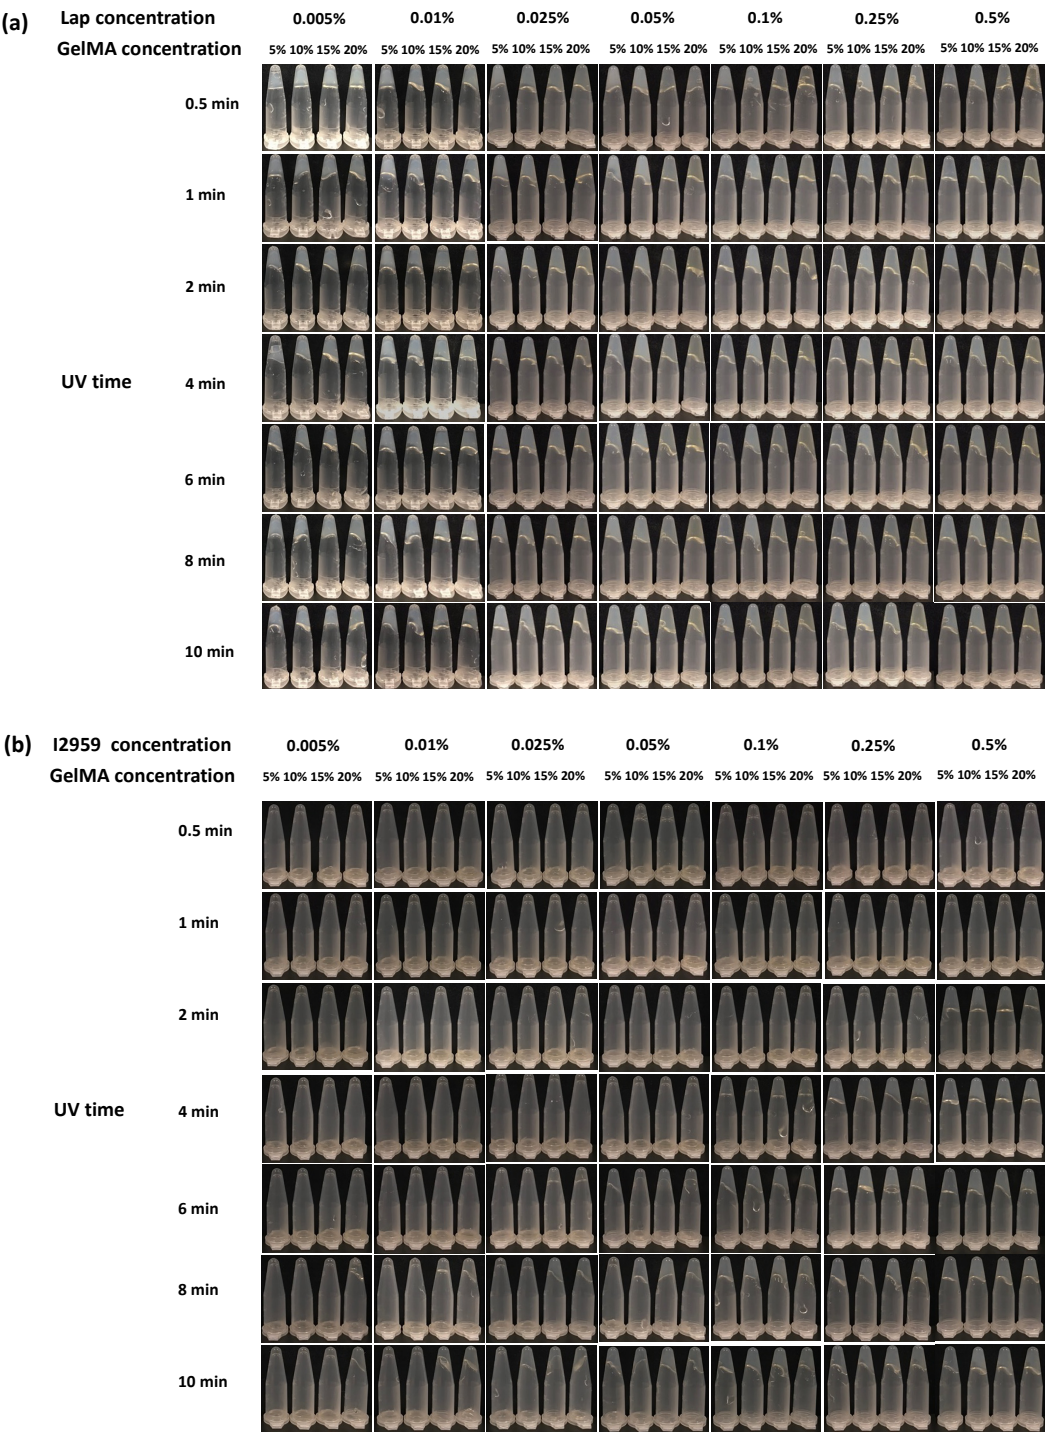 (a) Lap concentration 0.005% 0.01% 0.025% 0.05% 0.1% 0.25% 0.5%
GelMA concentration 5% 10% 15% 20% 5% 10% 15% 20% 5% 10% 15% 20% 5% 10% 15% 20% 5% 10% 15% 20% 5% 10% 15% 20% 5% 10% 15% 20%
0.5 min
1 min
2 min
UV time 4 min
6 min
8 min
10 min
(b) I2959 concentration 0.005% 0.01% 0.025% 0.05% 0.1% 0.25% 0.5%
GelMA concentration 5% 10% 15% 20% 5% 10% 15% 20% 5% 10% 15% 20% 5% 10% 15% 20% 5% 10% 15% 20% 5% 10% 15% 20% 5% 10% 15% 20%
0.5 min
1 min
2 min
UV time 4 min
6 min
8 min
10 min